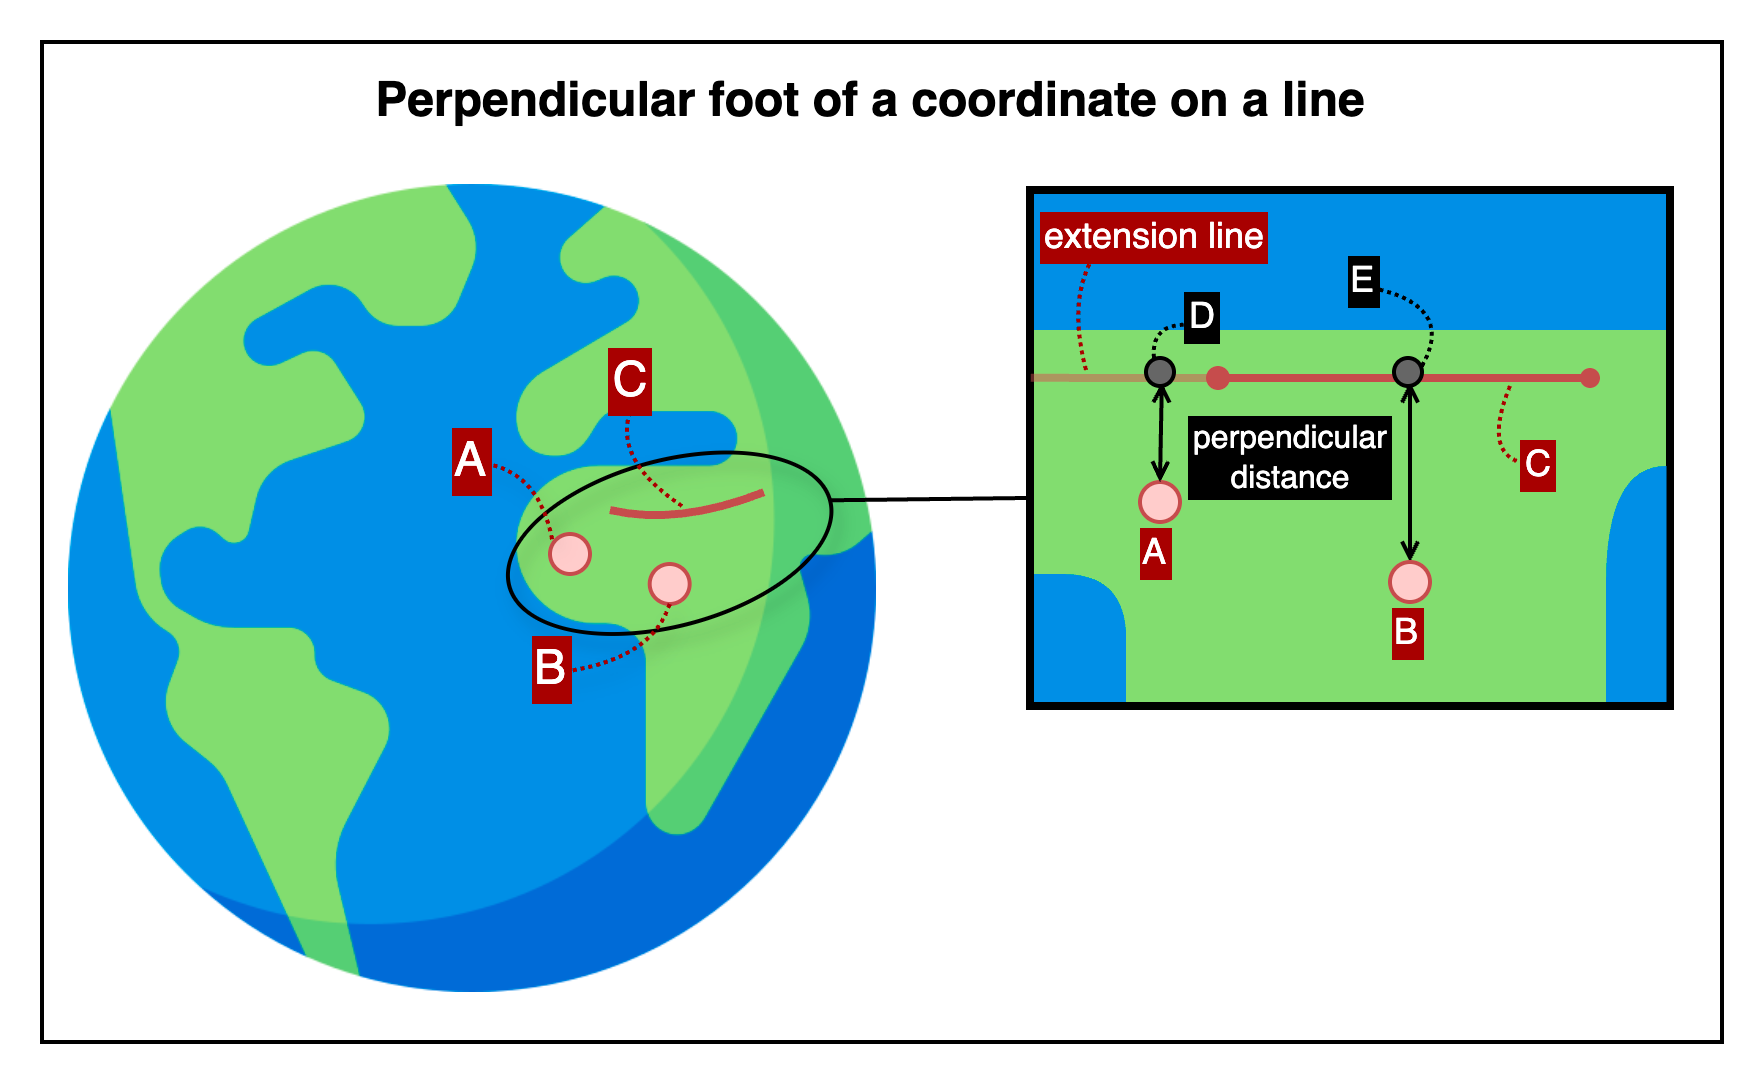 Perpendicular foot of a coordinate on a line
C
A
B
extension line
E
D
perpendicular
distance
C
A
B